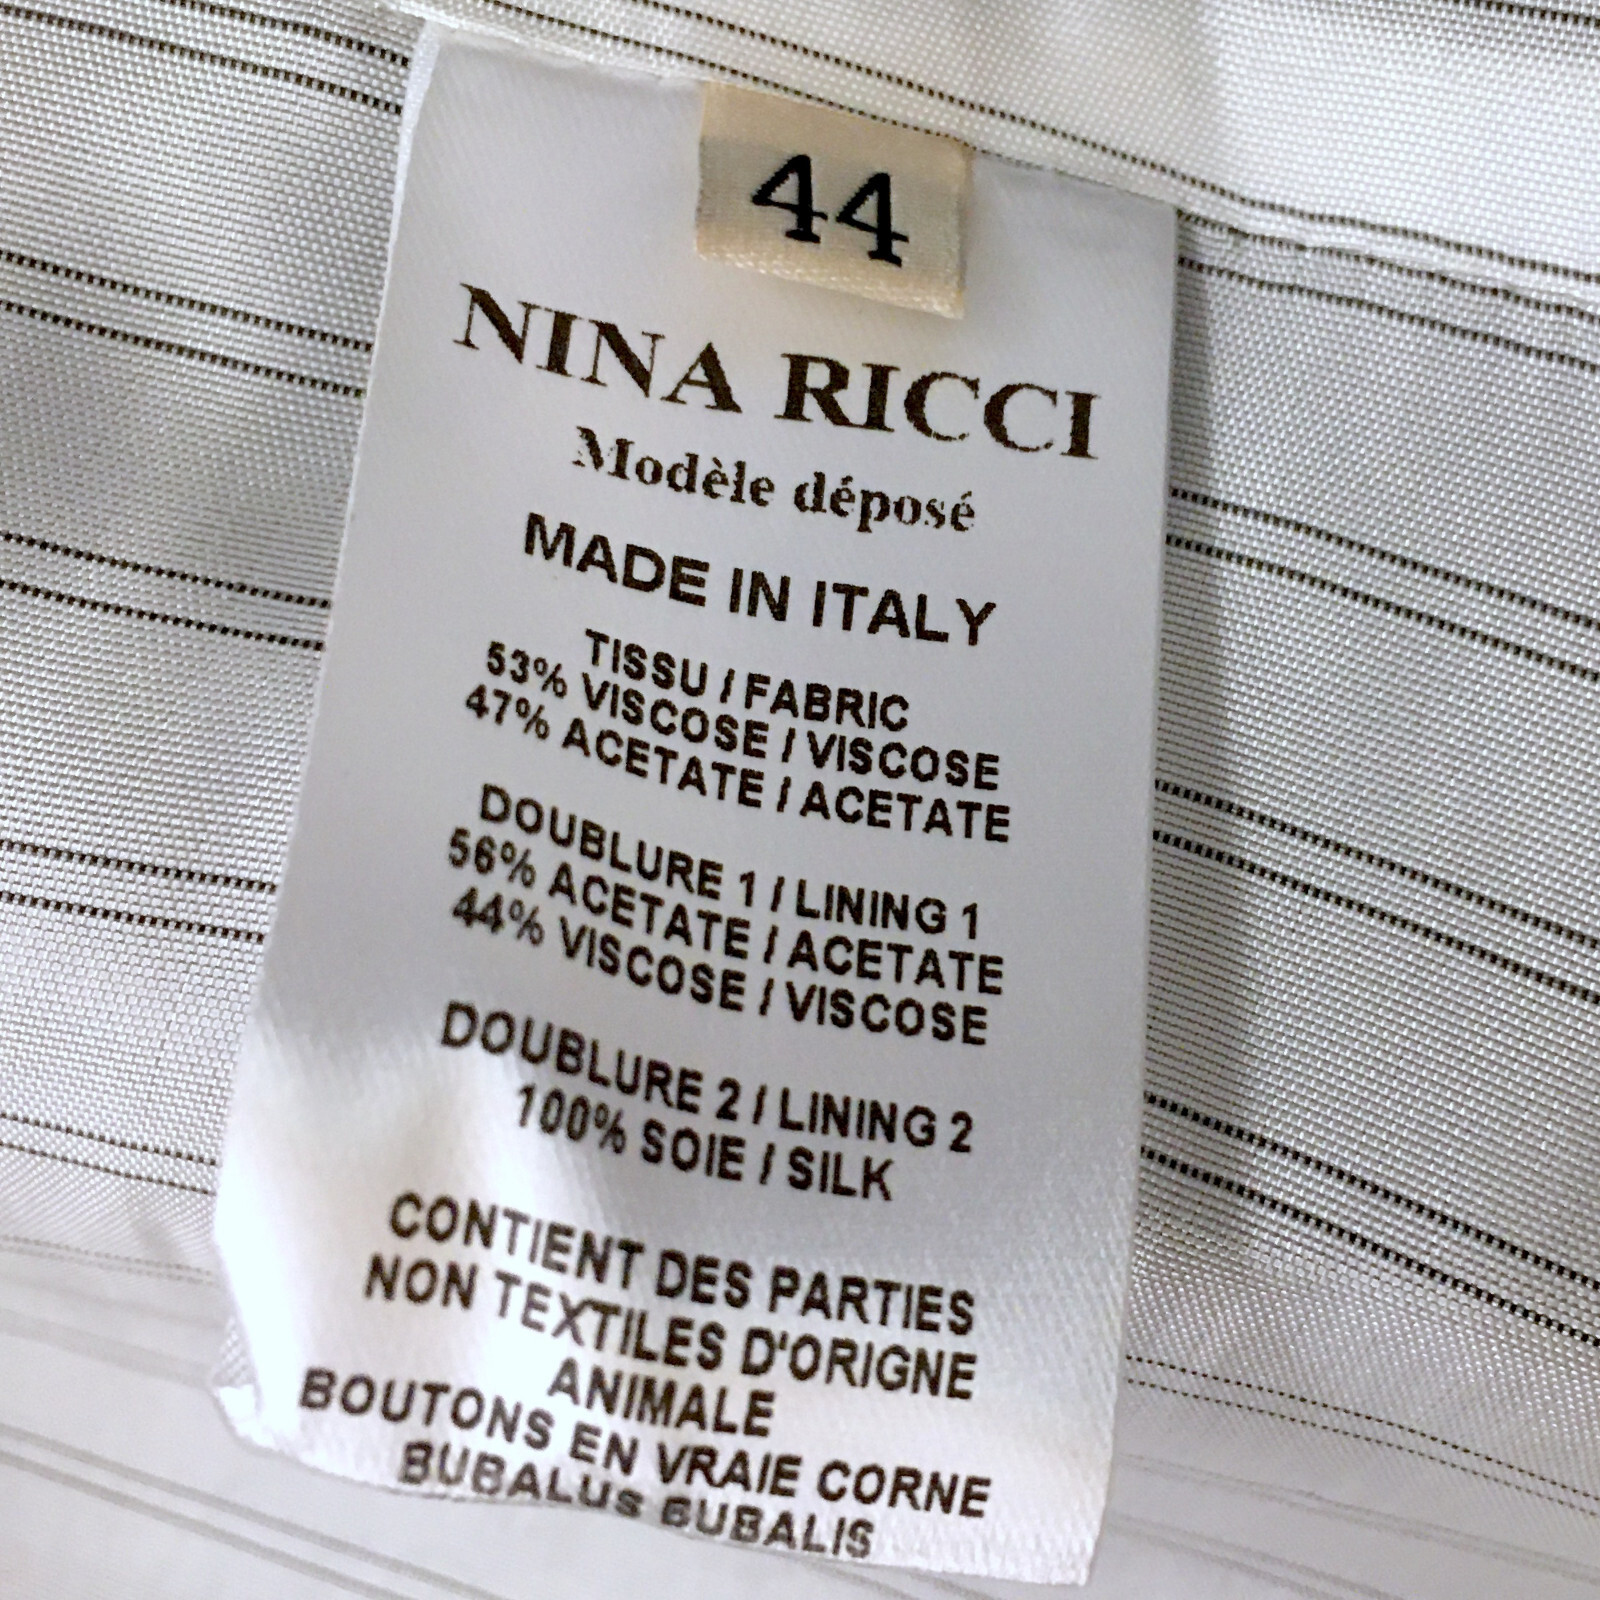 44
NINA RICCI
Modèle déposé
MADE IN ITALY
TISSU / FABRIC
53% VISCOSE / VISCOSE
47% ACETATE / ACETATE
DOUBLURE 1 / LINING 1
56% ACETATE / ACETATE
44% VISCOSE / VISCOSE
DOUBLURE 2 / LINING 2
100% SOIE / SILK
CONTIENT DES PARTIES
NON TEXTILES D'ORIGNE
ANIMALE
BOUTONS EN VRAIE CORNE
BUBALUS BUBALIS